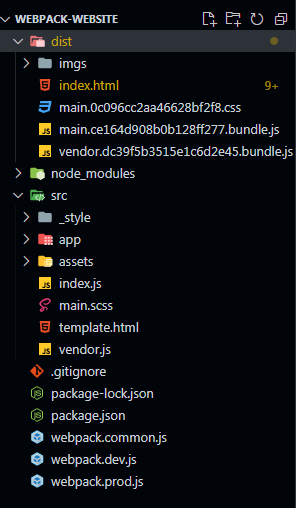 WEBPACK-WEBSITE
dist
imgs
index.html 9+
main.0c096cc2aa46628bf2f8.css
main.ce164d908b0b128ff277.bundle.js
vendor.dc39f5b3515e1c6d2e45.bundle.js
node_modules
src
_style
app
assets
index.js
main.scss
template.html
vendor.js
.gitignore
package-lock.json
package.json
webpack.common.js
webpack.dev.js
webpack.prod.js